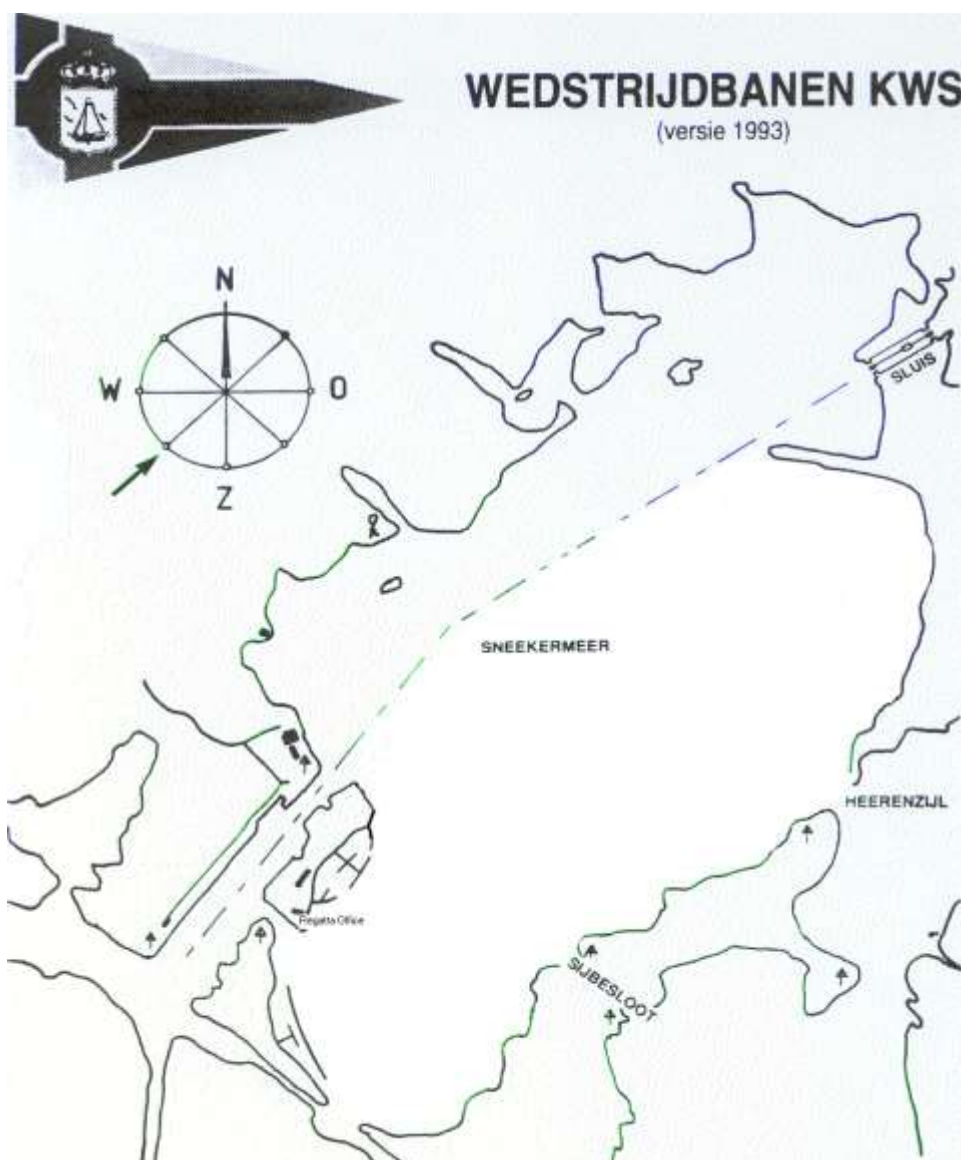 WEDSTRIJDBANEN KWS
(versie 1993)
N
W
O
Z
SLUIS
SNEEKERMEER
HEERENZIJL
Regatta Office
SIJBESLOOT